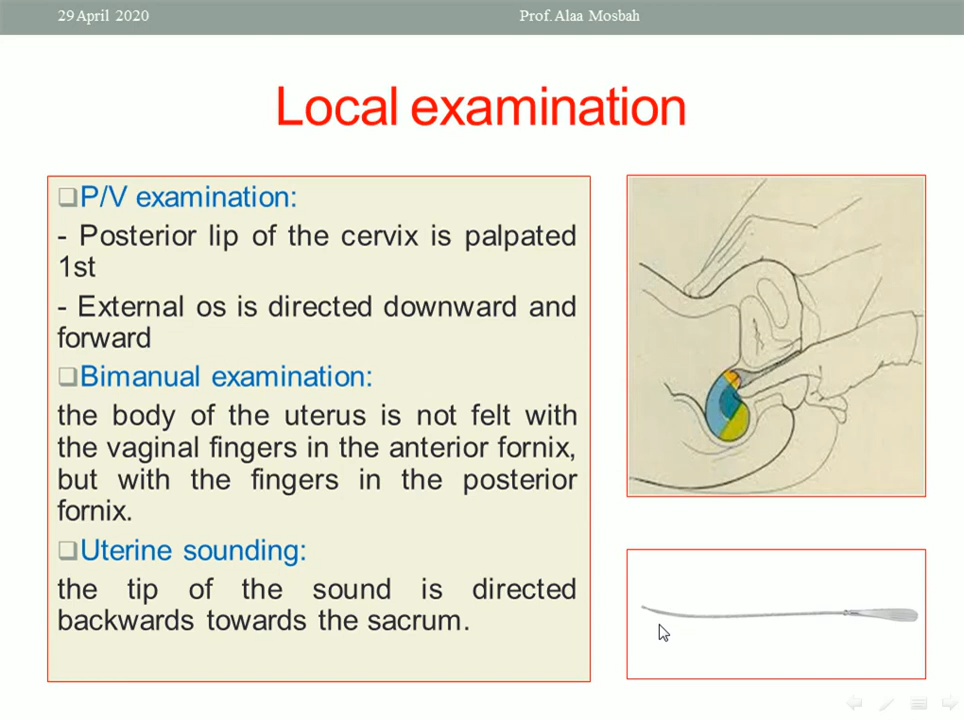 29 April 2020
Prof. Alaa Mosbah
Local examination
P/V examination:
- Posterior lip of the cervix is palpated
1st
- External os is directed downward and
forward
Bimanual examination:
the body of the uterus is not felt with
the vaginal fingers in the anterior fornix,
but with the fingers in the posterior
fornix.
Uterine sounding:
the tip of the sound is directed
backwards towards the sacrum.